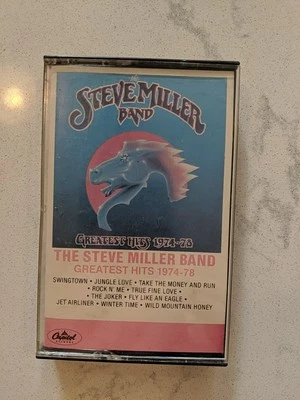 STEVE MILLER
BAND
GREATEST HITS 1974-78
THE STEVE MILLER BAND
GREATEST HITS 1974-78
SWINGTOWN • JUNGLE LOVE • TAKE THE MONEY AND RUN
• ROCK N' ME • TRUE FINE LOVE •
• THE JOKER • FLY LIKE AN EAGLE •
JET AIRLINER • WINTER TIME • WILD MOUNTAIN HONEY
Capitol